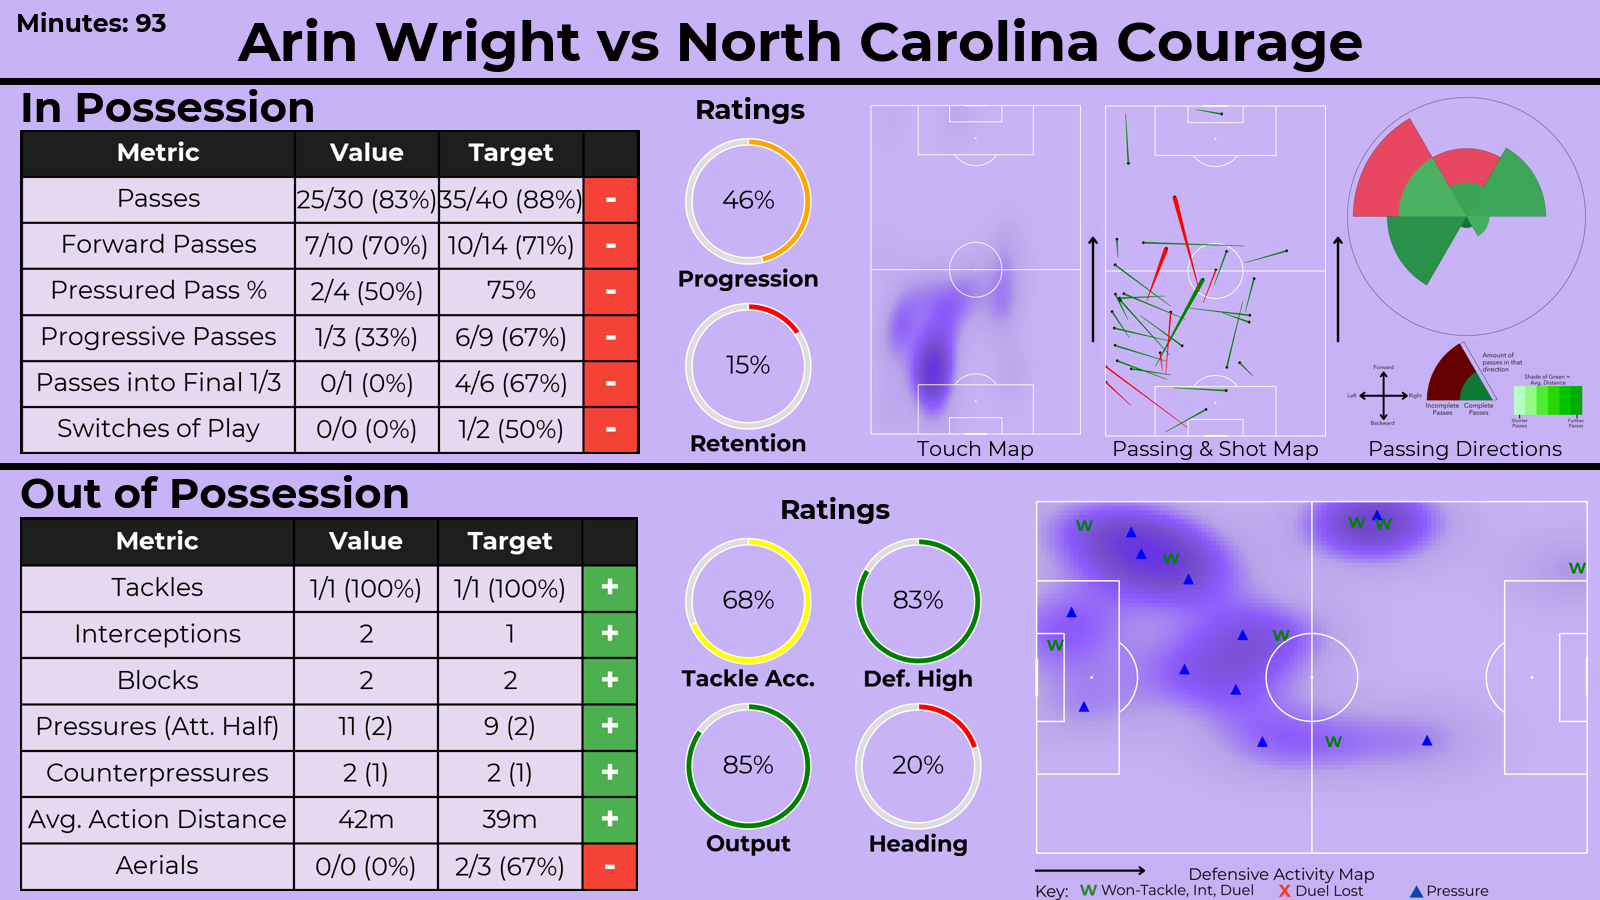 Minutes: 93
Arin Wright vs North Carolina Courage
In Possession
Metric Value Target
Passes 25/30 (83%) 35/40 (88%) -
Forward Passes 7/10 (70%) 10/14 (71%) -
Pressured Pass % 2/4 (50%) 75% -
Progressive Passes 1/3 (33%) 6/9 (67%) -
Passes into Final 1/3 0/1 (0%) 4/6 (67%) -
Switches of Play 0/0 (0%) 1/2 (50%) -
Ratings
46%
Progression
15%
Retention
Touch Map
Passing & Shot Map
Forward
Left Right
Backward
Amount of
passes in that
direction
Incomplete
Passes
Complete
Passes
Shade of Green =
Avg. Distance
Shorter
Passes
Further
Passes
Passing Directions
Out of Possession
Metric Value Target
Tackles 1/1 (100%) 1/1 (100%) +
Interceptions 2 1 +
Blocks 2 2 +
Pressures (Att. Half) 11 (2) 9 (2) +
Counterpressures 2 (1) 2 (1) +
Avg. Action Distance 42m 39m +
Aerials 0/0 (0%) 2/3 (67%) -
Ratings
68%
Tackle Acc.
83%
Def. High
85%
Output
20%
Heading
W W W W W W W W
Defensive Activity Map
Key: W Won-Tackle, Int, Duel X Duel Lost Pressure